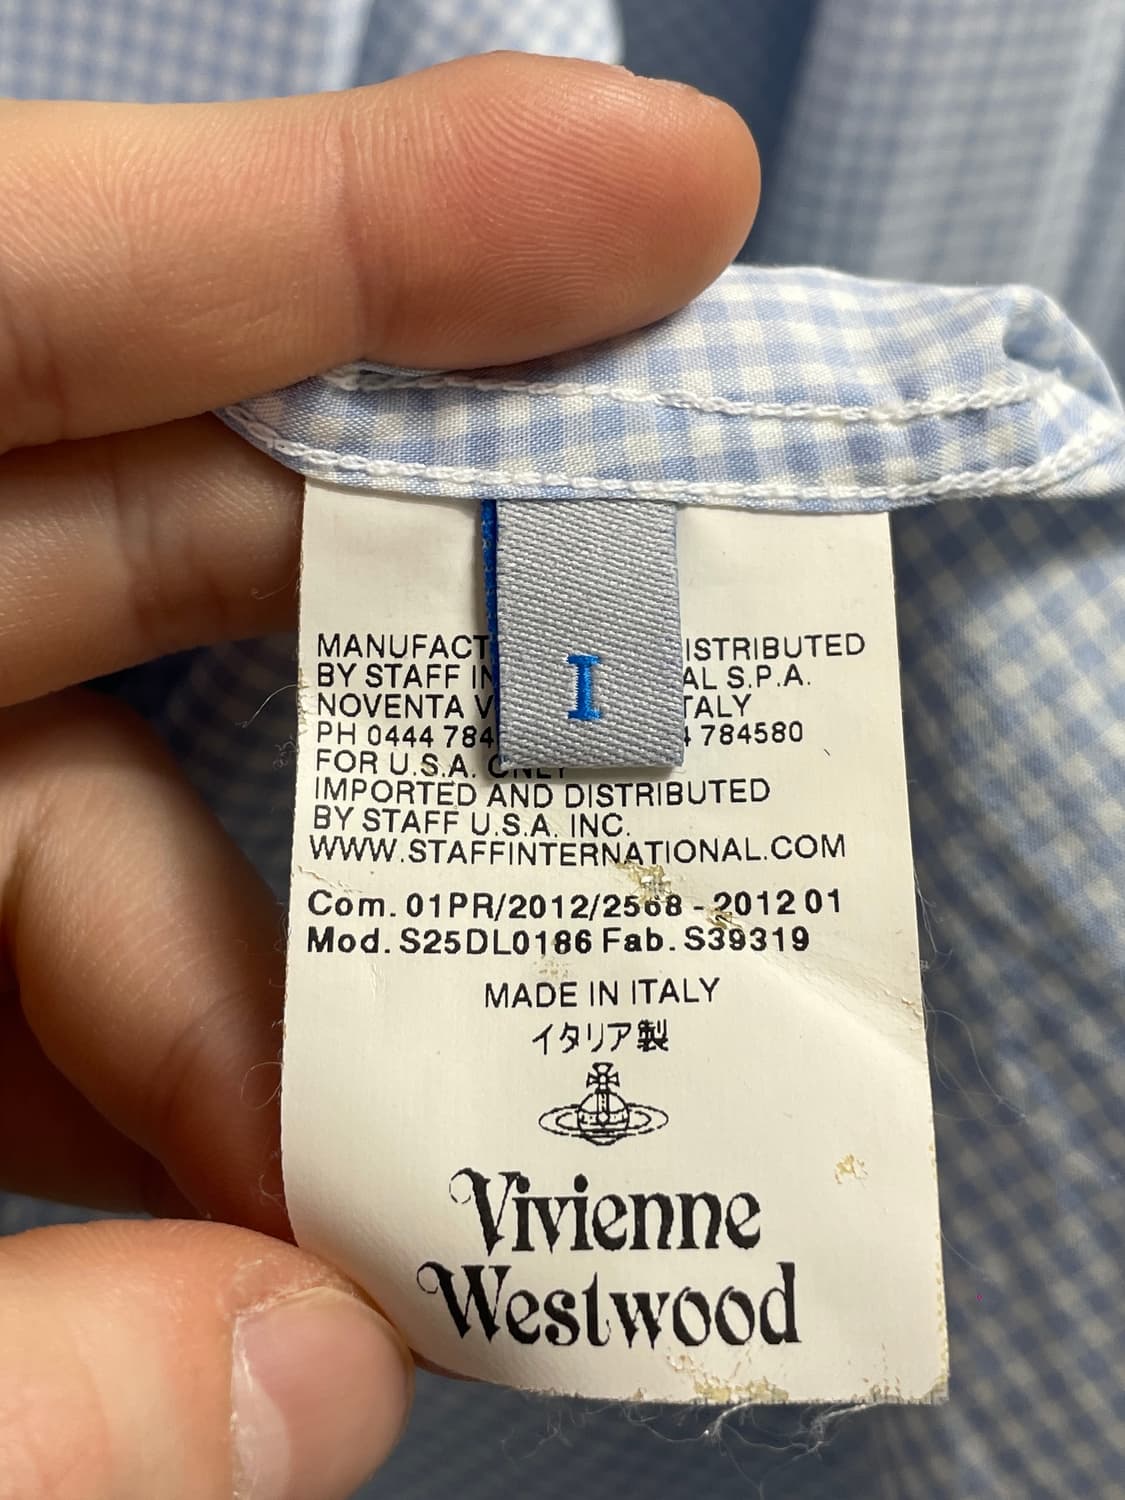 MANUFACT ISTRIBUTED
BY STAFF IN AL S.P.A.
NOVENTA V TALY
PH 0444 784 4 784580
FOR U.S.A. ONLY
IMPORTED AND DISTRIBUTED
BY STAFF U.S.A. INC.
WWW.STAFFINTERNATIONAL.COM
I
Com. 01PR/2012/2568 - 2012 01
Mod. S25DL0186 Fab. S39319
MADE IN ITALY
イタリア製
Vivienne
Westwood